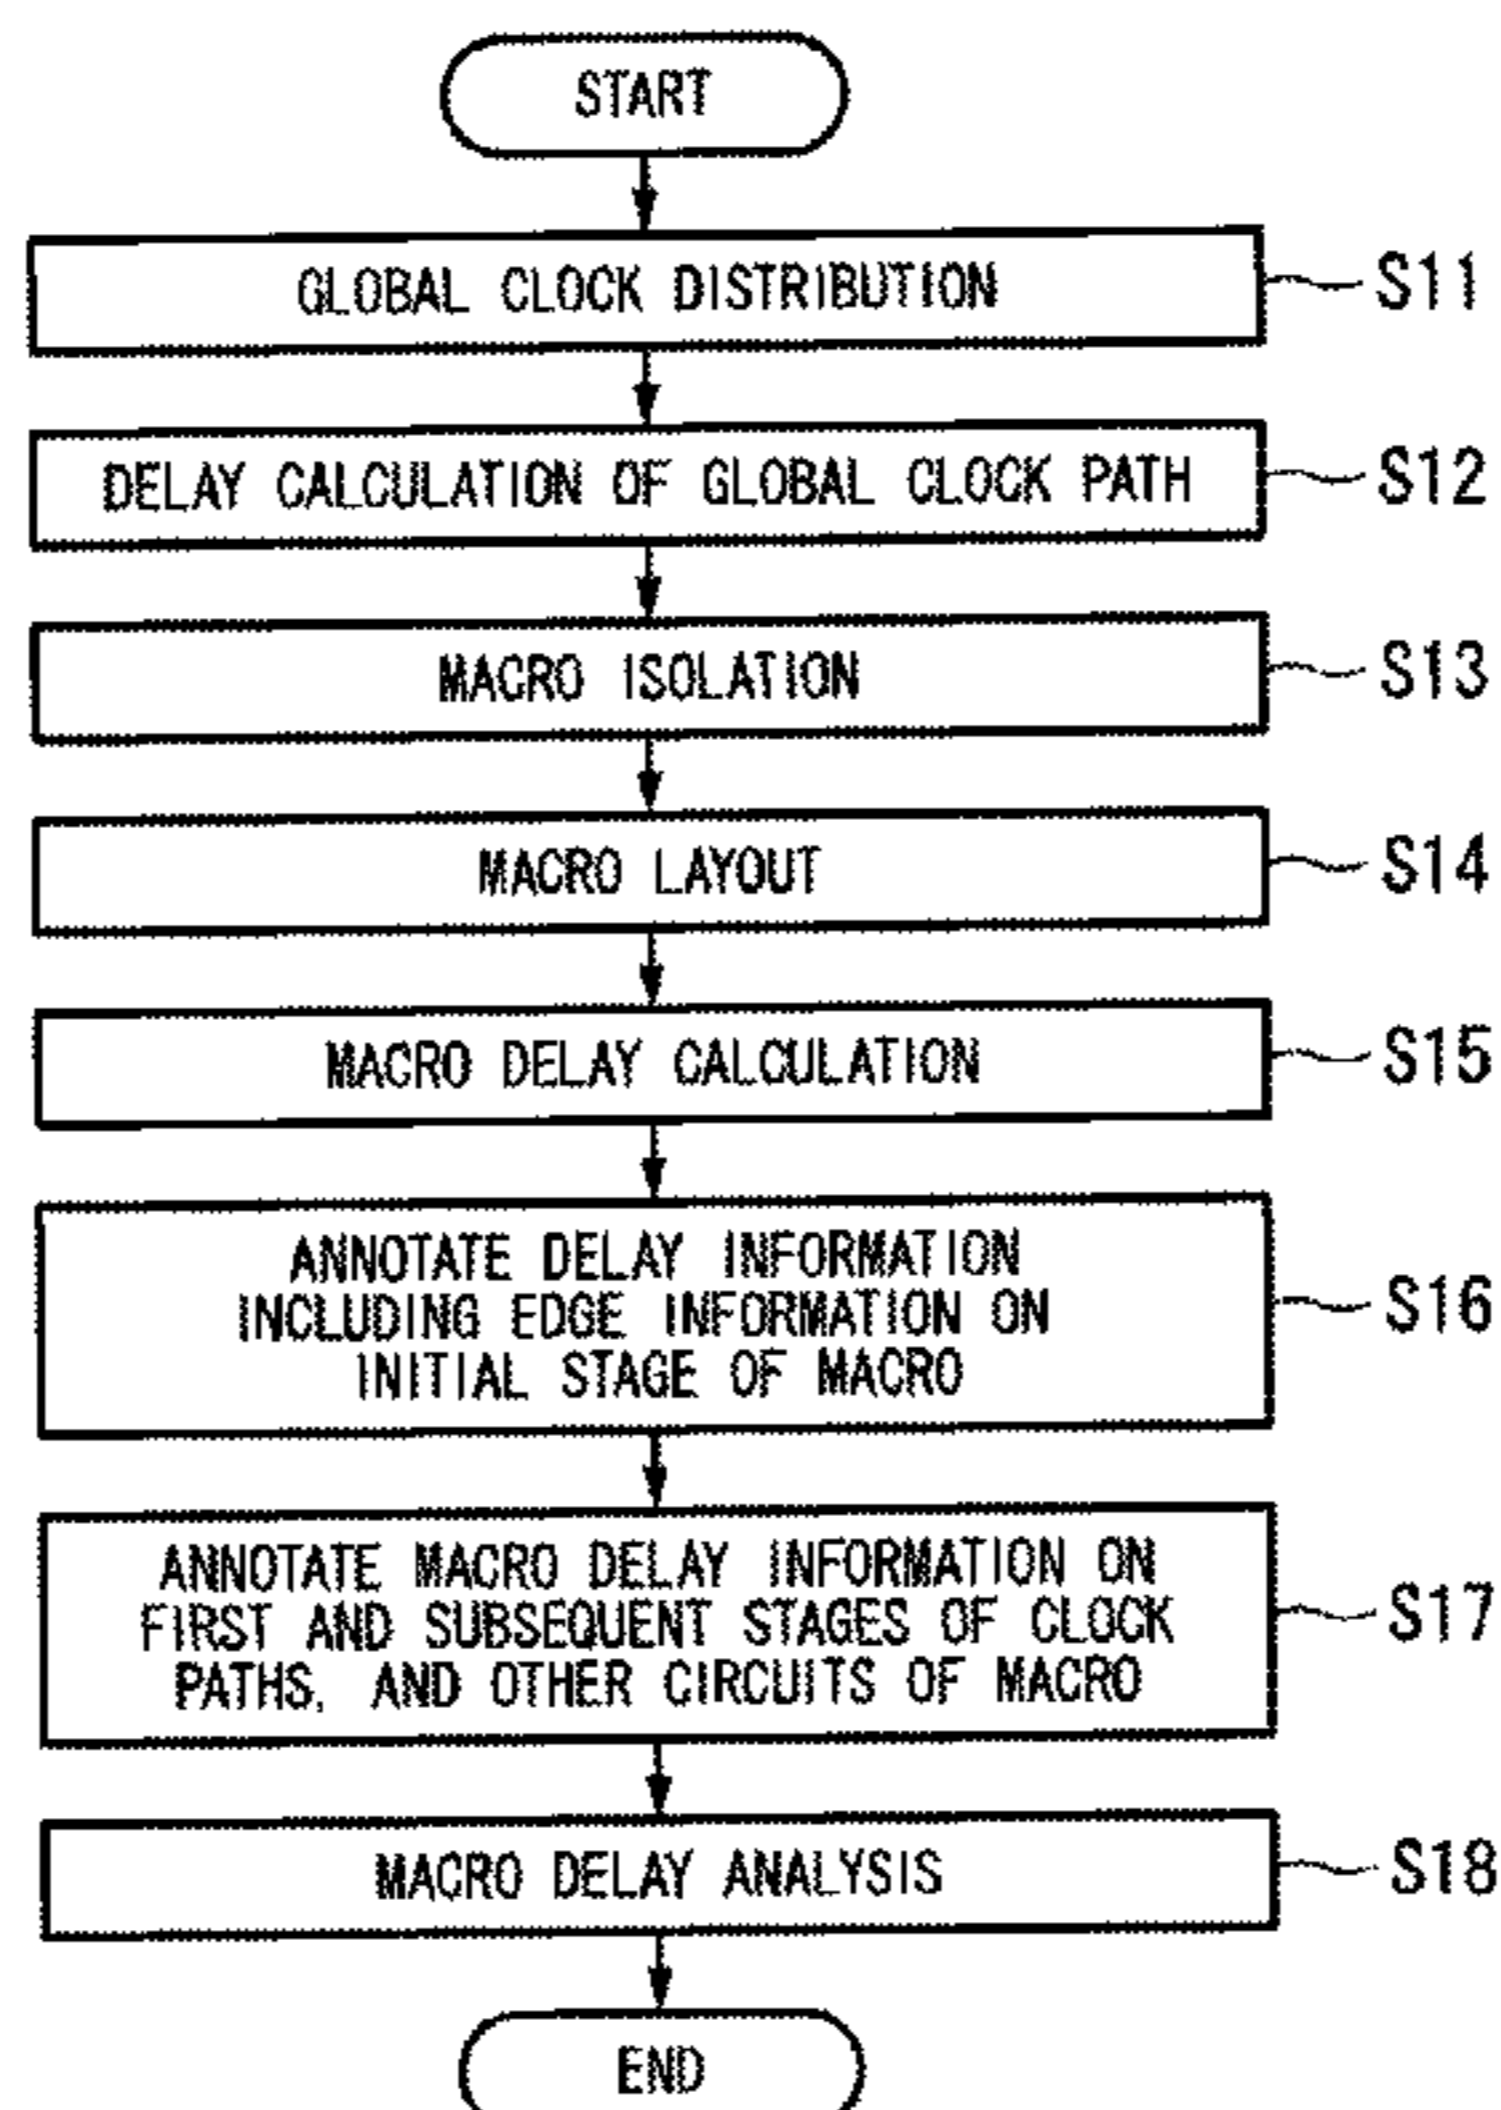 START
GLOBAL CLOCK DISTRIBUTION
S11
DELAY CALCULATION OF GLOBAL CLOCK PATH
S12
MACRO ISOLATION
S13
MACRO LAYOUT
S14
MACRO DELAY CALCULATION
S15
ANNOTATE DELAY INFORMATION
INCLUDING EDGE INFORMATION ON
INITIAL STAGE OF MACRO
S16
ANNOTATE MACRO DELAY INFORMATION ON
FIRST AND SUBSEQUENT STAGES OF CLOCK
PATHS, AND OTHER CIRCUITS OF MACRO
S17
MACRO DELAY ANALYSIS
S18
END